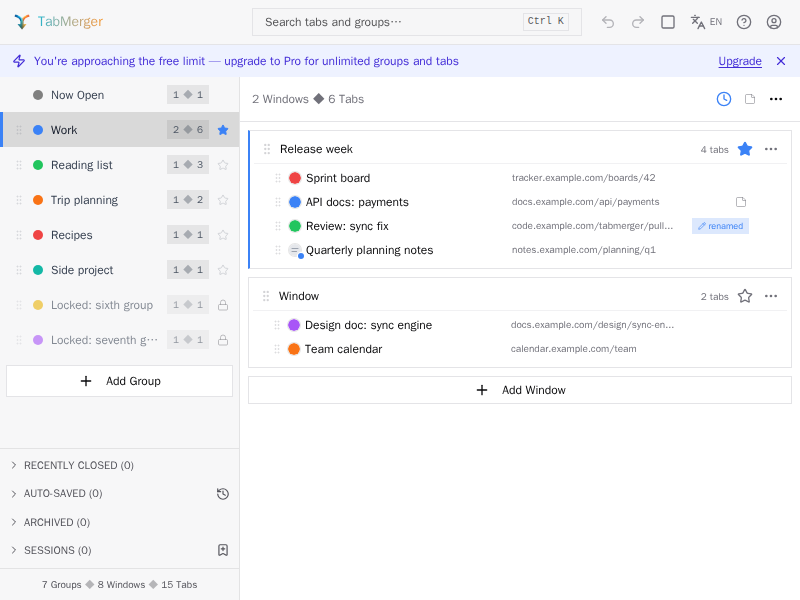 TabMerger
Search tabs and groups···
Ctrl K
EN
You're approaching the free limit — upgrade to Pro for unlimited groups and tabs
Upgrade
Now Open
1 ◆ 1
Work
2 ◆ 6
Reading list
1 ◆ 3
Trip planning
1 ◆ 2
Recipes
1 ◆ 1
Side project
1 ◆ 1
Locked: sixth group
1 ◆ 1
Locked: seventh g···
1 ◆ 1
Add Group
RECENTLY CLOSED (0)
AUTO-SAVED (0)
ARCHIVED (0)
SESSIONS (0)
7 Groups ◆ 8 Windows ◆ 15 Tabs
2 Windows ◆ 6 Tabs
Release week
4 tabs
Sprint board
tracker.example.com/boards/42
API docs: payments
docs.example.com/api/payments
Review: sync fix
code.example.com/tabmerger/pull...
renamed
Quarterly planning notes
notes.example.com/planning/q1
Window
2 tabs
Design doc: sync engine
docs.example.com/design/sync-en...
Team calendar
calendar.example.com/team
Add Window